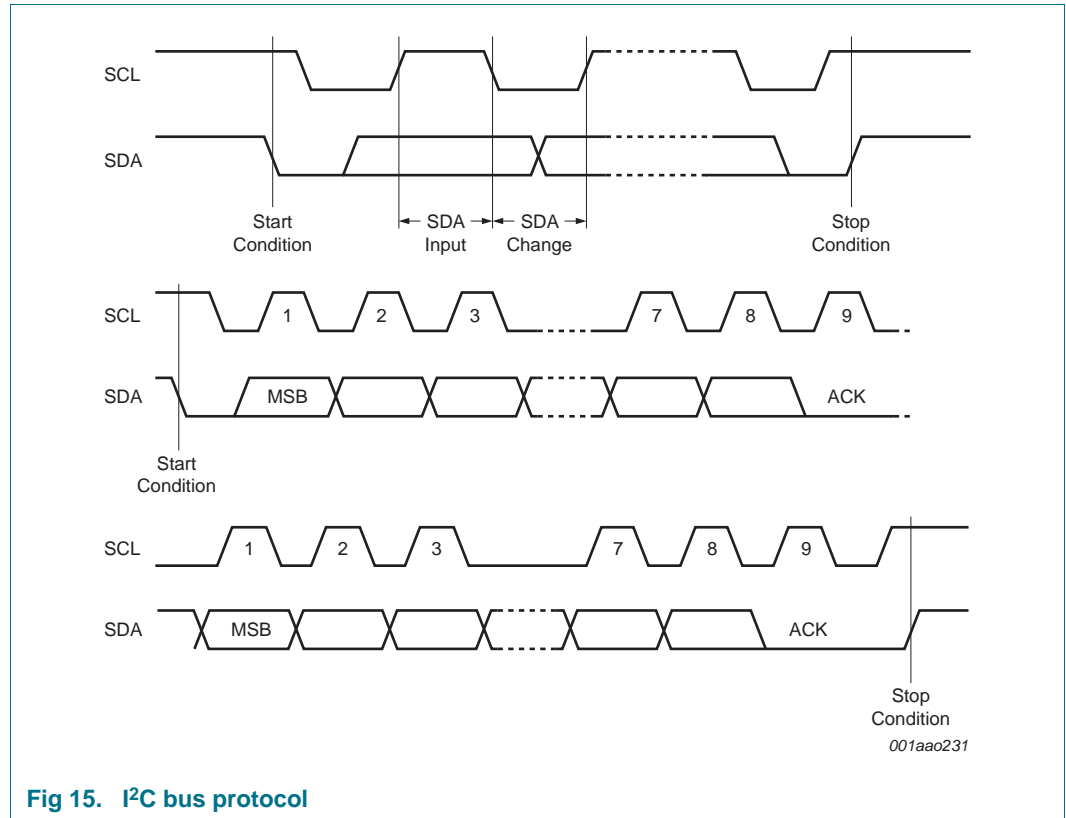 SCL
SDA
Start
Condition
SDA
Input
SDA
Change
Stop
Condition
SCL
1 2 3 7 8 9
SDA
MSB
ACK
Start
Condition
SCL
1 2 3 7 8 9
SDA
MSB
ACK
Stop
Condition
001aao231
Fig 15. I²C bus protocol